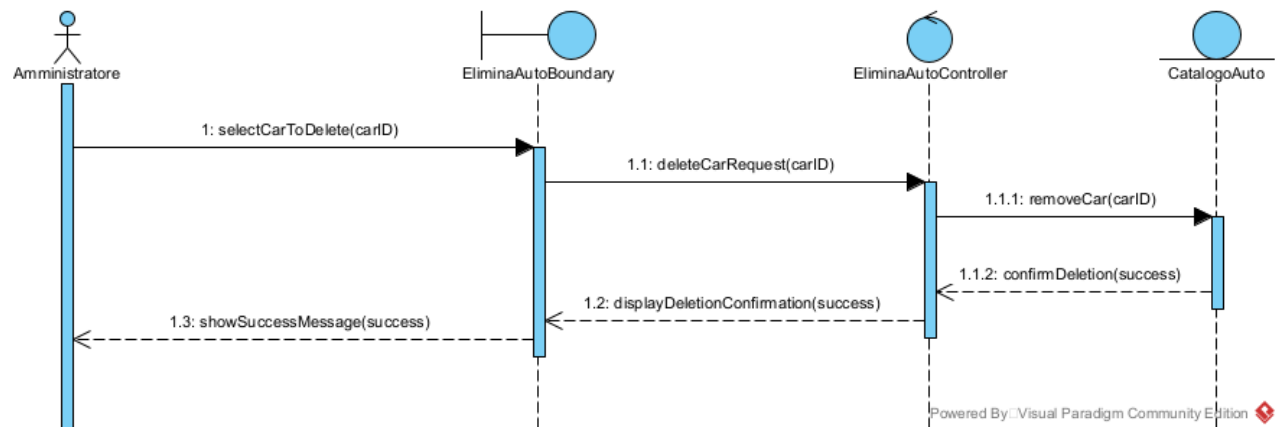 Amministratore
EliminaAutoBoundary
EliminaAutoController
CatalogoAuto
1: selectCarToDelete(carID)
1.1: deleteCarRequest(carID)
1.1.1: removeCar(carID)
1.1.2: confirmDeletion(success)
1.2: displayDeletionConfirmation(success)
1.3: showSuccessMessage(success)
Powered By Visual Paradigm Community Edition